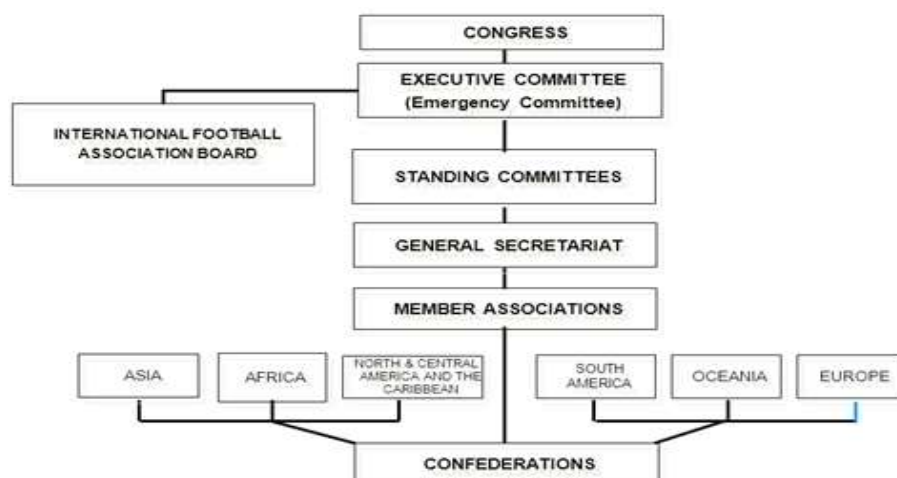 CONGRESS
EXECUTIVE COMMITTEE
(Emergency Committee)
INTERNATIONAL FOOTBALL
ASSOCIATION BOARD
STANDING COMMITTEES
GENERAL SECRETARIAT
MEMBER ASSOCIATIONS
ASIA
AFRICA
NORTH & CENTRAL
AMERICA AND THE
CARIBBEAN
SOUTH
AMERICA
OCEANIA
EUROPE
CONFEDERATIONS